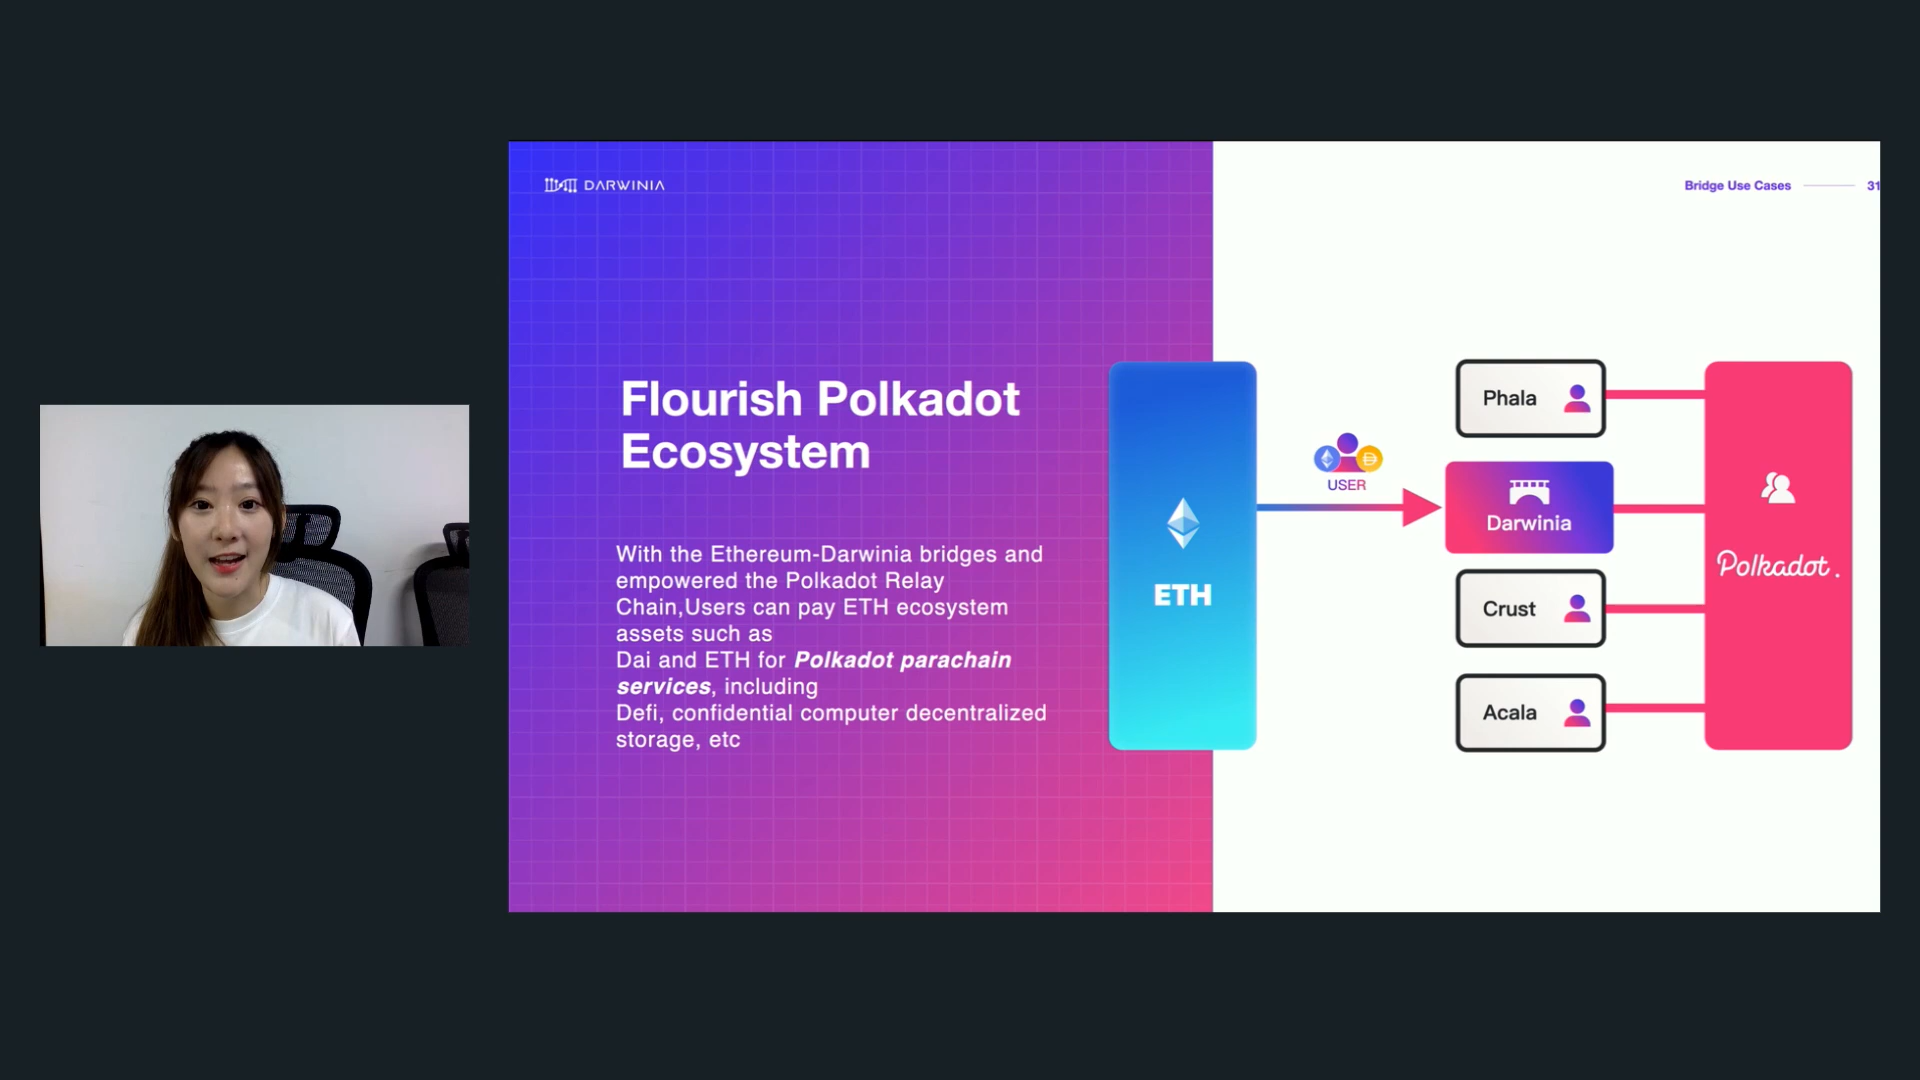 DARWINIA
Bridge Use Cases
31
Flourish Polkadot
Ecosystem
With the Ethereum-Darwinia bridges and
empowered the Polkadot Relay
Chain,Users can pay ETH ecosystem
assets such as
Dai and ETH for Polkadot parachain
services, including
Defi, confidential computer decentralized
storage, etc
ETH
USER
Phala
Darwinia
Crust
Acala
Polkadot.